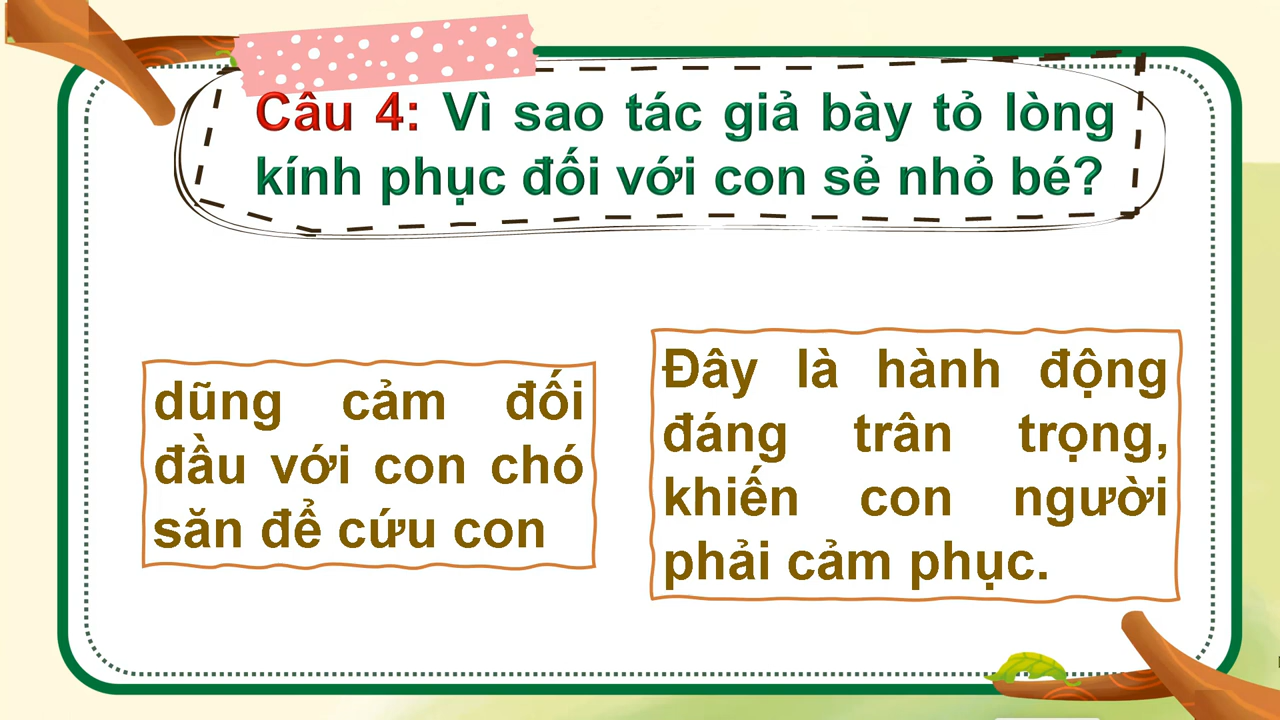 Câu 4: Vì sao tác giả bày tỏ lòng
kính phục đối với con sẻ nhỏ bé?
dũng cảm đối
đầu với con chó
săn để cứu con
Đây là hành động
đáng trân trọng,
khiến con người
phải cảm phục.